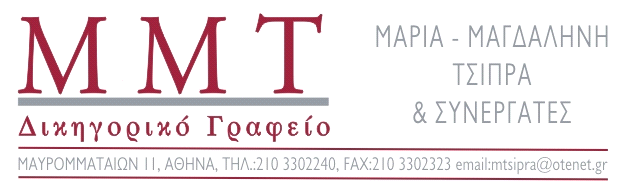 ΜΜΤ
Δικηγορικό Γραφείο
ΜΑΡΙΑ - ΜΑΓΔΑΛΗΝΗ
ΤΣΙΠΡΑ
& ΣΥΝΕΡΓΑΤΕΣ
ΜΑΥΡΟΜΜΑΤΑΙΩΝ 11, ΑΘΗΝΑ, ΤΗΛ.:210 3302240, FAX:210 3302323 email:mtsipra@otenet.gr